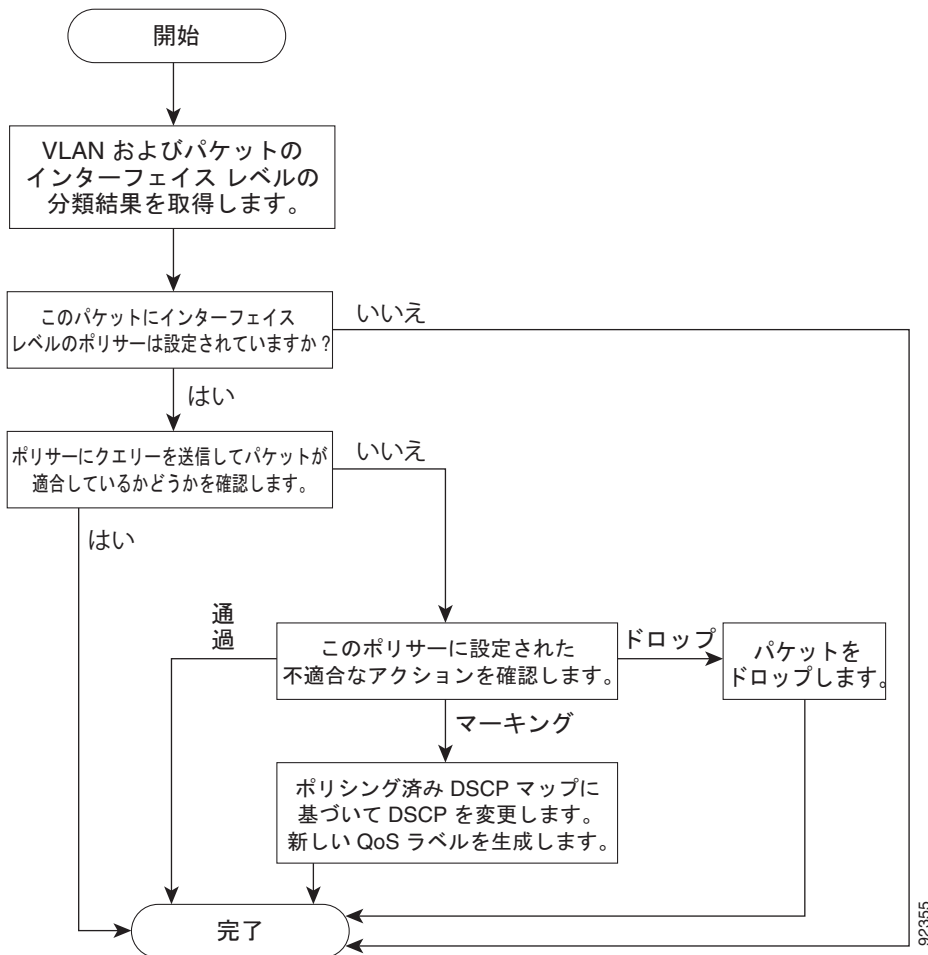 開始
VLAN およびパケットの
インターフェイス レベルの
分類結果を取得します。
このパケットにインターフェイス
レベルのポリサーは設定されていますか？
いいえ
はい
ポリサーにクエリーを送信してパケットが
適合しているかどうかを確認します。
いいえ
はい
通
過
このポリサーに設定された
不適合なアクションを確認します。
ドロップ
パケットを
ドロップします。
マーキング
ポリシング済み DSCP マップに
基づいて DSCP を変更します。
新しい QoS ラベルを生成します。
完了
92355